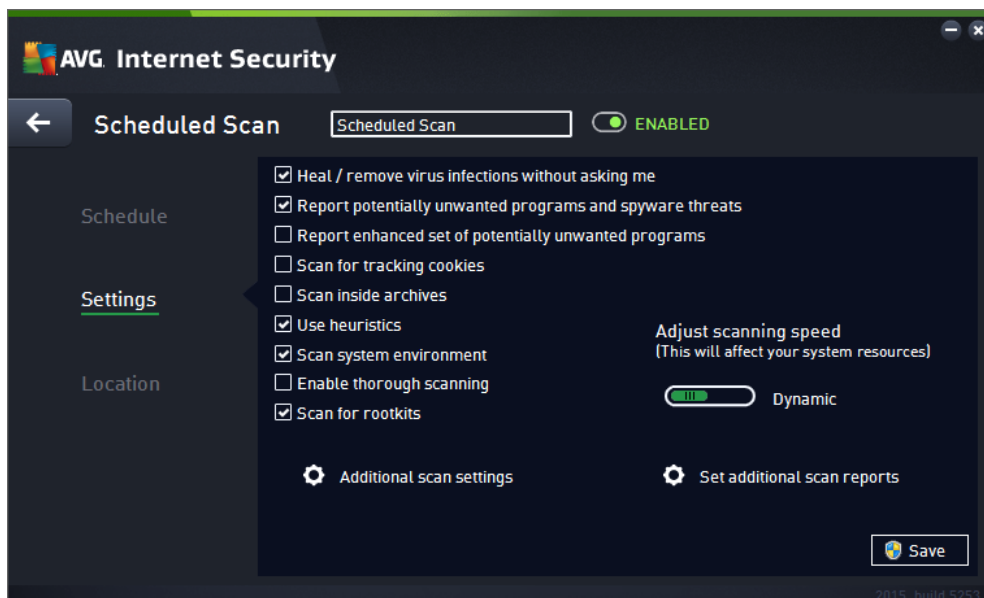 AVG. Internet Security
Scheduled Scan
Scheduled Scan
ENABLED
Schedule
Settings
Location
Heal / remove virus infections without asking me
Report potentially unwanted programs and spyware threats
Report enhanced set of potentially unwanted programs
Scan for tracking cookies
Scan inside archives
Use heuristics
Scan system environment
Enable thorough scanning
Scan for rootkits
Adjust scanning speed
(This will affect your system resources)
Dynamic
Additional scan settings
Set additional scan reports
Save
2015, build 5253